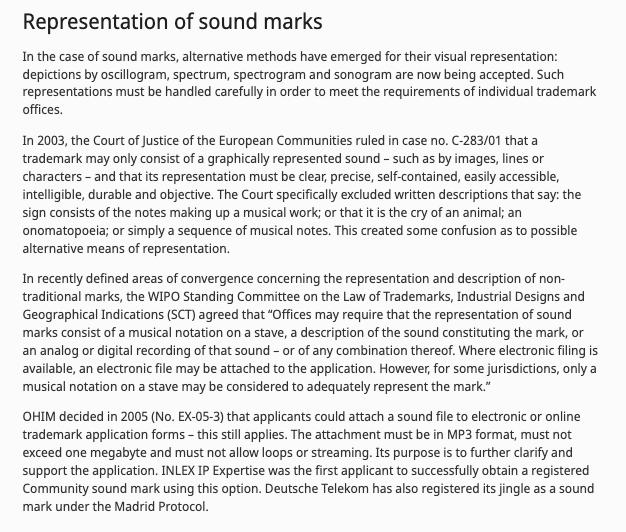 Representation of sound marks
In the case of sound marks, alternative methods have emerged for their visual representation:
depictions by oscillogram, spectrum, spectrogram and sonogram are now being accepted. Such
representations must be handled carefully in order to meet the requirements of individual trademark
offices.
In 2003, the Court of Justice of the European Communities ruled in case no. C-283/01 that a
trademark may only consist of a graphically represented sound – such as by images, lines or
characters – and that its representation must be clear, precise, self-contained, easily accessible,
intelligible, durable and objective. The Court specifically excluded written descriptions that say: the
sign consists of the notes making up a musical work; or that it is the cry of an animal; an
onomatopoeia; or simply a sequence of musical notes. This created some confusion as to possible
alternative means of representation.
In recently defined areas of convergence concerning the representation and description of non-
traditional marks, the WIPO Standing Committee on the Law of Trademarks, Industrial Designs and
Geographical Indications (SCT) agreed that “Offices may require that the representation of sound
marks consist of a musical notation on a stave, a description of the sound constituting the mark, or
an analog or digital recording of that sound – or of any combination thereof. Where electronic filing is
available, an electronic file may be attached to the application. However, for some jurisdictions, only a
musical notation on a stave may be considered to adequately represent the mark.”
OHIM decided in 2005 (No. EX-05-3) that applicants could attach a sound file to electronic or online
trademark application forms – this still applies. The attachment must be in MP3 format, must not
exceed one megabyte and must not allow loops or streaming. Its purpose is to further clarify and
support the application. INLEX IP Expertise was the first applicant to successfully obtain a registered
Community sound mark using this option. Deutsche Telekom has also registered its jingle as a sound
mark under the Madrid Protocol.